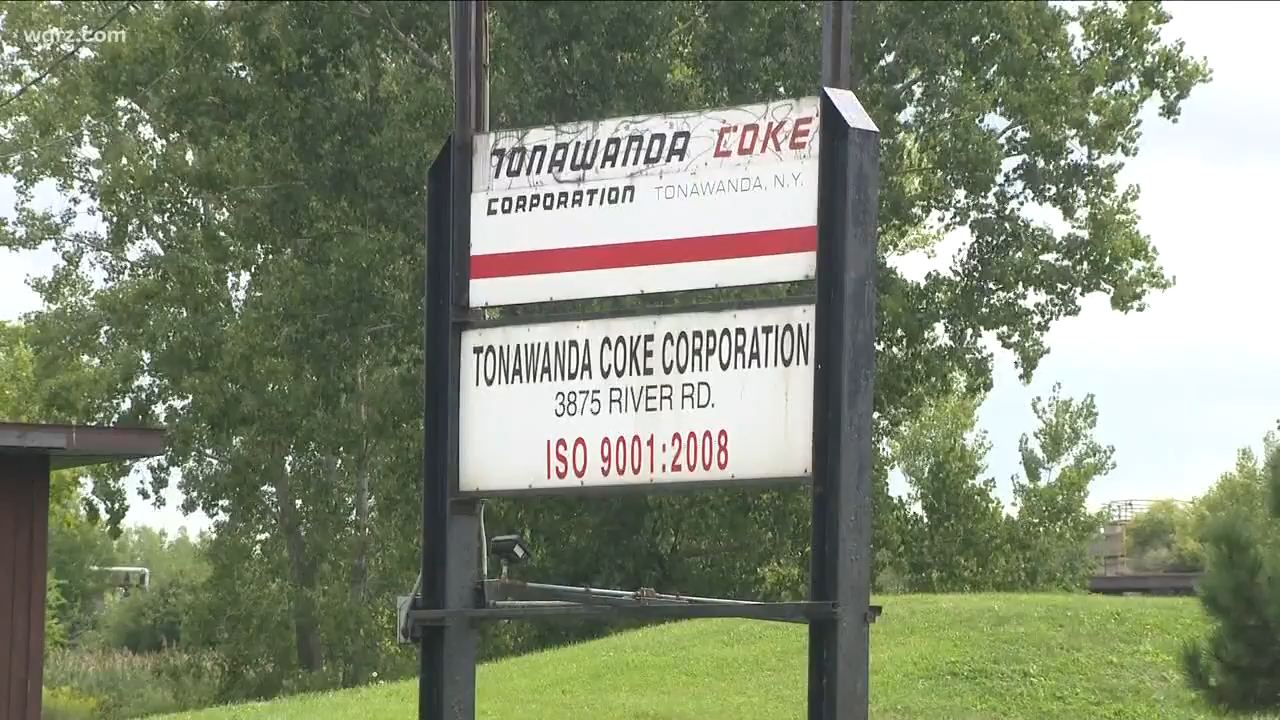 wgrz.com
TONAWANDA COKE
CORPORATION TONAWANDA, N.Y.
TONAWANDA COKE CORPORATION
3875 RIVER RD.
ISO 9001:2008